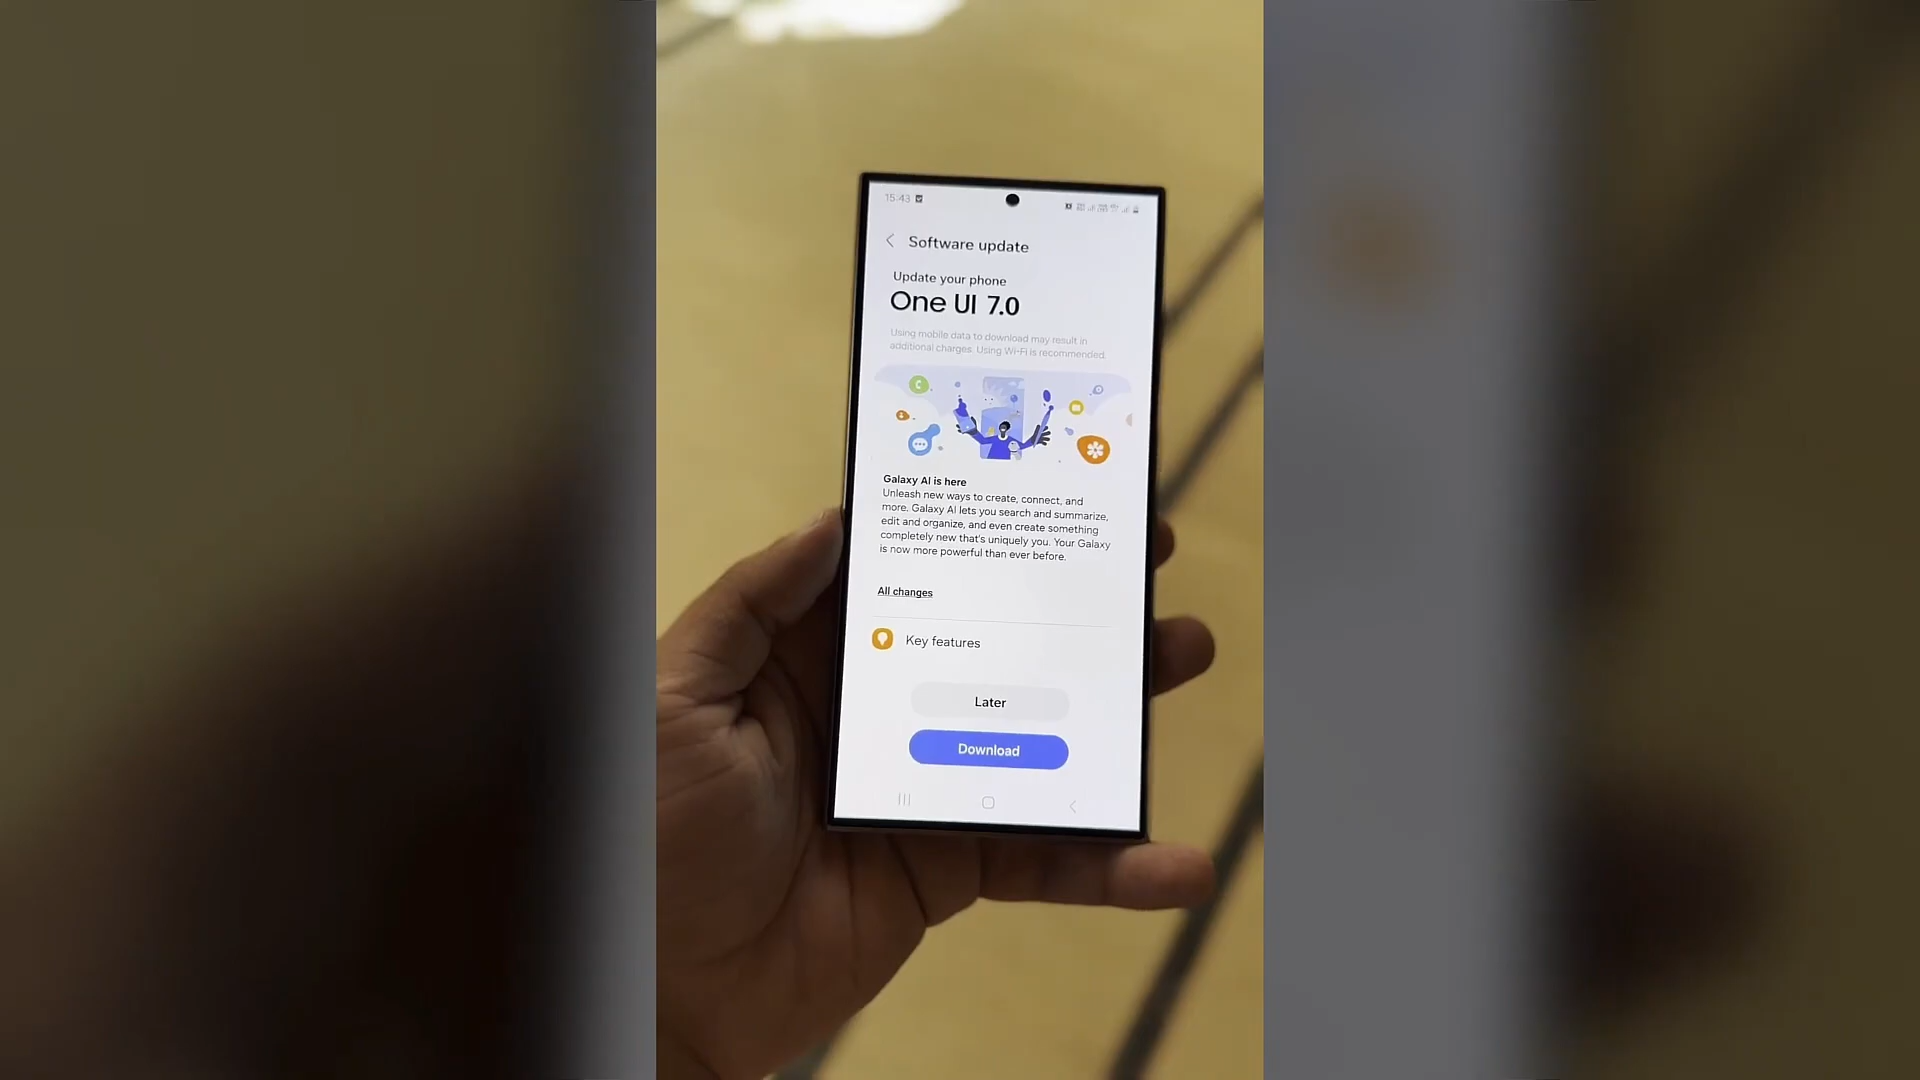 15:43
Software update
Update your phone
One UI 7.0
Using mobile data to download may result in
additional charges. Using Wi-Fi is recommended.
Galaxy AI is here
Unleash new ways to create, connect, and
more. Galaxy AI lets you search and summarize,
edit and organize, and even create something
completely new that's uniquely you. Your Galaxy
is now more powerful than ever before.
All changes
Key features
Later
Download